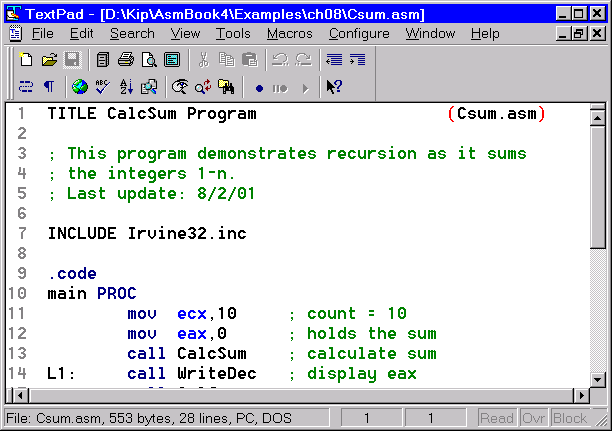 TextPad - [D:\Kip\AsmBook4\Examples\ch08\Csum.asm]
File Edit Search View Tools Macros Configure Window Help
1 TITLE CalcSum Program (Csum.asm)
2
3 ; This program demonstrates recursion as it sums
4 ; the integers 1-n.
5 ; Last update: 8/2/01
6
7 INCLUDE Irvine32.inc
8
9 .code
10 main PROC
11 mov ecx,10 ; count = 10
12 mov eax,0 ; holds the sum
13 call CalcSum ; calculate sum
14 L1: call WriteDec ; display eax
File: Csum.asm, 553 bytes, 28 lines, PC, DOS 1 1 Read Ovr Block